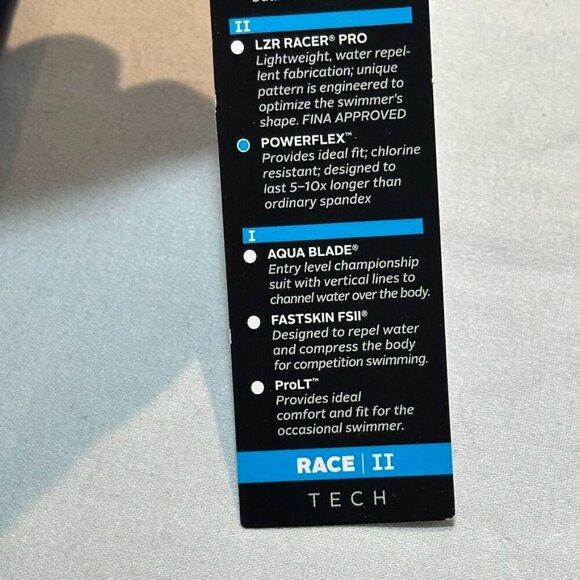 II
LZR RACER® PRO
Lightweight, water repel-
lent fabrication; unique
pattern is engineered to
optimize the swimmer's
shape. FINA APPROVED
POWERFLEX™
Provides ideal fit; chlorine
resistant; designed to
last 5–10x longer than
ordinary spandex
I
AQUA BLADE®
Entry level championship
suit with vertical lines to
channel water over the body.
FASTSKIN FSII®
Designed to repel water
and compress the body
for competition swimming.
ProLT™
Provides ideal
comfort and fit for the
occasional swimmer.
RACE | II
TECH